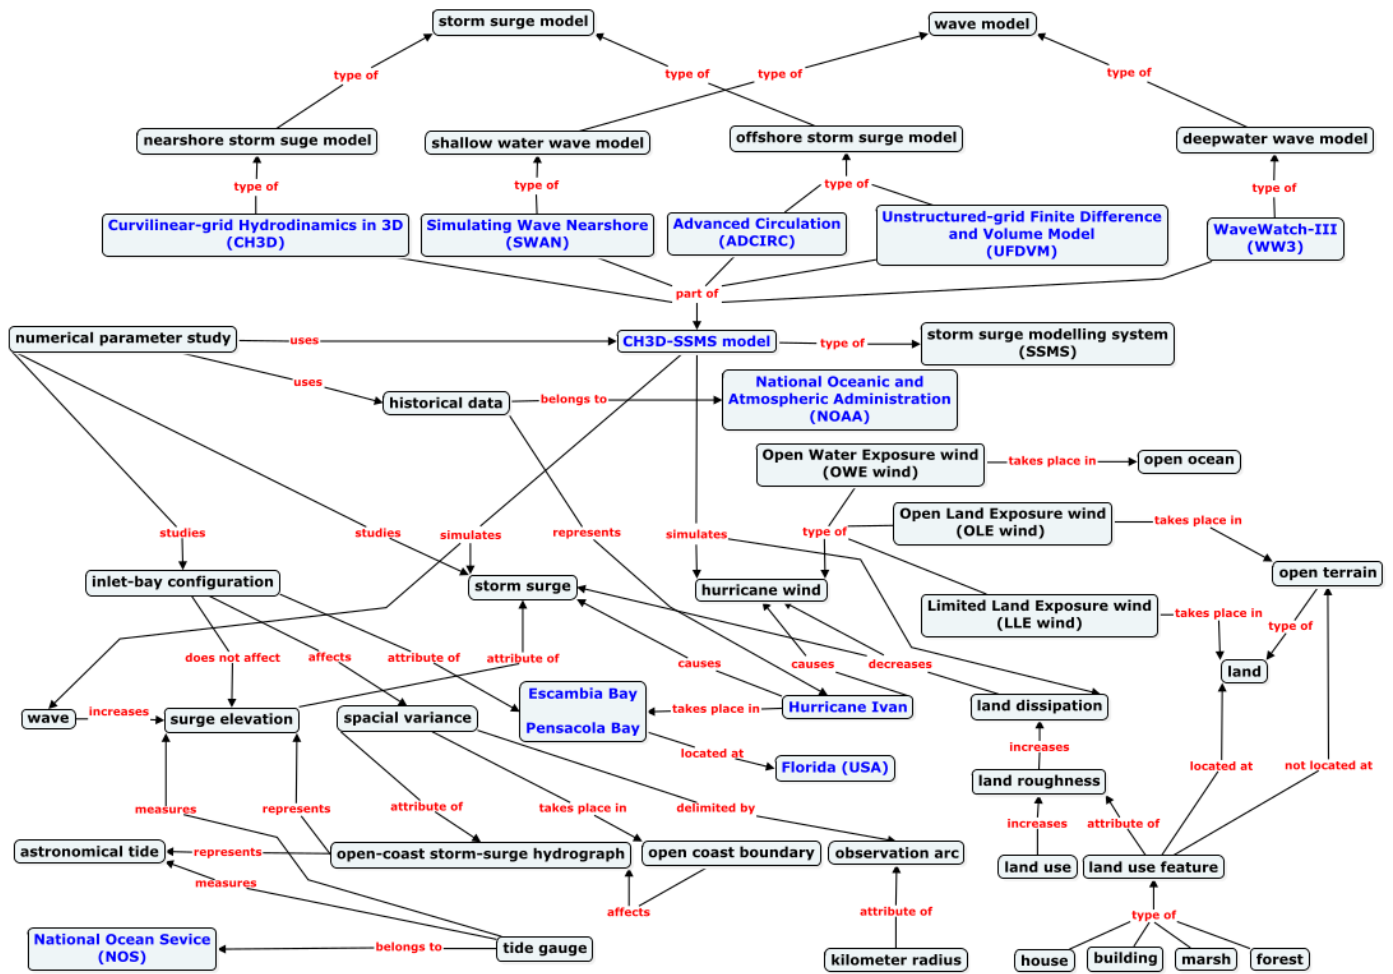 storm surge model
wave model
type of
type of
type of
type of
nearshore storm suge model
shallow water wave model
offshore storm surge model
deepwater wave model
type of
type of
type of
type of
Curvilinear-grid Hydrodinamics in 3D
(CH3D)
Simulating Wave Nearshore
(SWAN)
Advanced Circulation
(ADCIRC)
Unstructured-grid Finite Difference
and Volume Model
(UFDVM)
WaveWatch-III
(WW3)
part of
numerical parameter study
uses
CH3D-SSMS model
type of
storm surge modelling system
(SSMS)
uses
historical data
belongs to
National Oceanic and
Atmospheric Administration
(NOAA)
Open Water Exposure wind
(OWE wind)
takes place in
open ocean
Open Land Exposure wind
(OLE wind)
takes place in
studies
studies
simulates
represents
simulates
type of
open terrain
inlet-bay configuration
storm surge
hurricane wind
Limited Land Exposure wind
(LLE wind)
takes place in
type of
does not affect
affects
attribute of
attribute of
causes
causes
decreases
land
wave
increases
surge elevation
spacial variance
Escambia Bay
Pensacola Bay
takes place in
Hurricane Ivan
land dissipation
located at
Florida (USA)
increases
located at
not located at
land roughness
measures
represents
attribute of
takes place in
delimited by
increases
attribute of
astronomical tide
represents
open-coast storm-surge hydrograph
open coast boundary
observation arc
land use
land use feature
measures
affects
attribute of
type of
National Ocean Sevice
(NOS)
belongs to
tide gauge
kilometer radius
house
building
marsh
forest